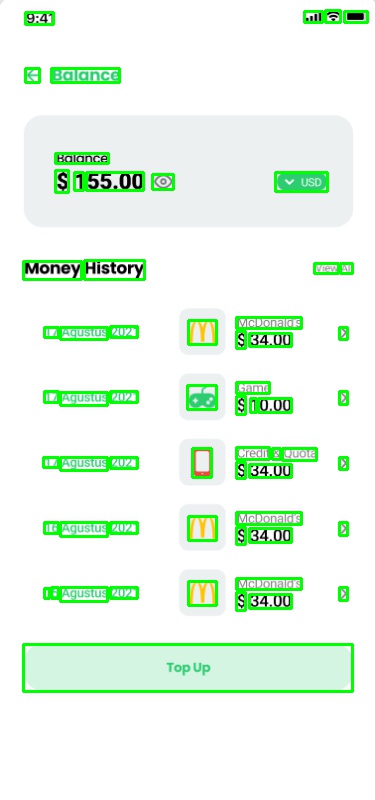 9:41
Balance
Balance
$ 155.00
USD
Money History
View All
17 Agustus 2021
McDonald's
$ 34.00
17 Agustus 2021
Game
$ 10.00
17 Agustus 2021
Credit & Quota
$ 34.00
16 Agustus 2021
McDonald's
$ 34.00
Agustus 2021
McDonald's
$ 34.00
Top Up